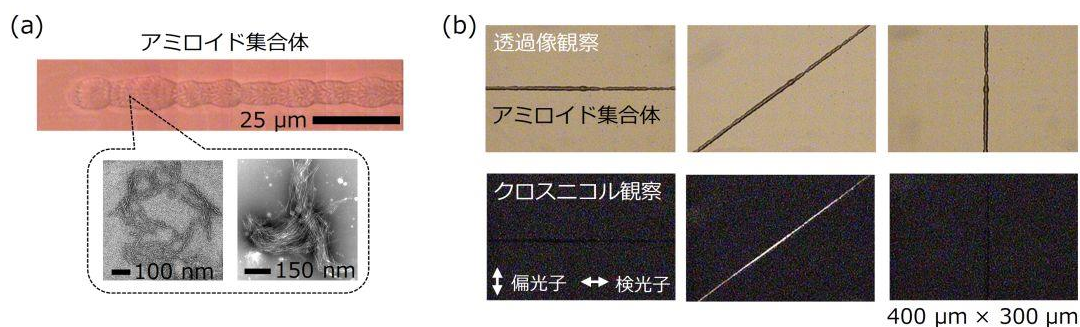 (a)
アミロイド集合体
25 μm
100 nm
150 nm
(b)
透過像観察
アミロイド集合体
クロスニコル観察
偏光子
検光子
400 μm × 300 μm